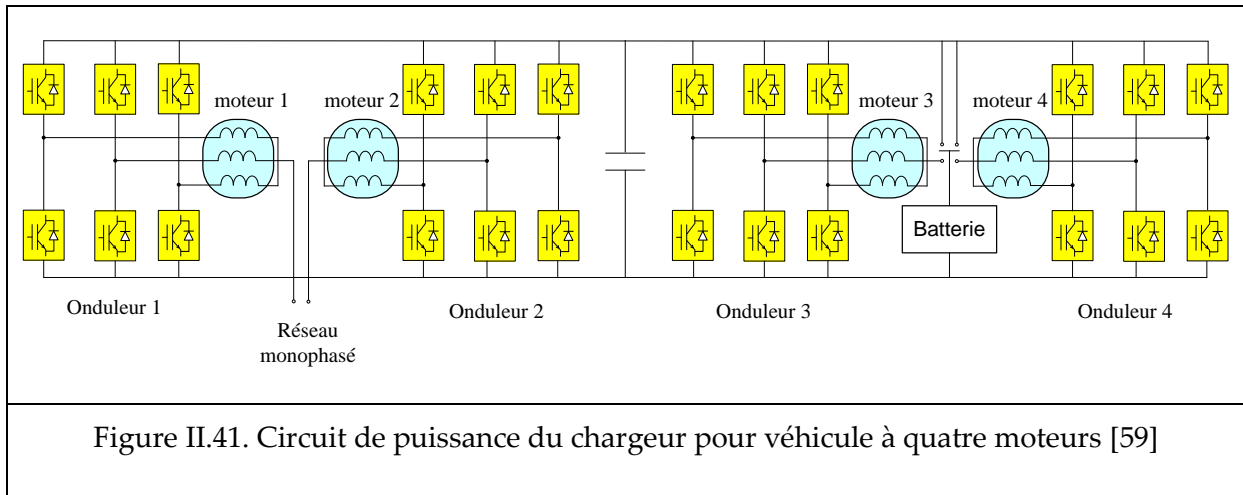 moteur 1
moteur 2
moteur 3
moteur 4
Batterie
Onduleur 1
Onduleur 2
Onduleur 3
Onduleur 4
Réseau
monophasé
Figure II.41. Circuit de puissance du chargeur pour véhicule à quatre moteurs [59]